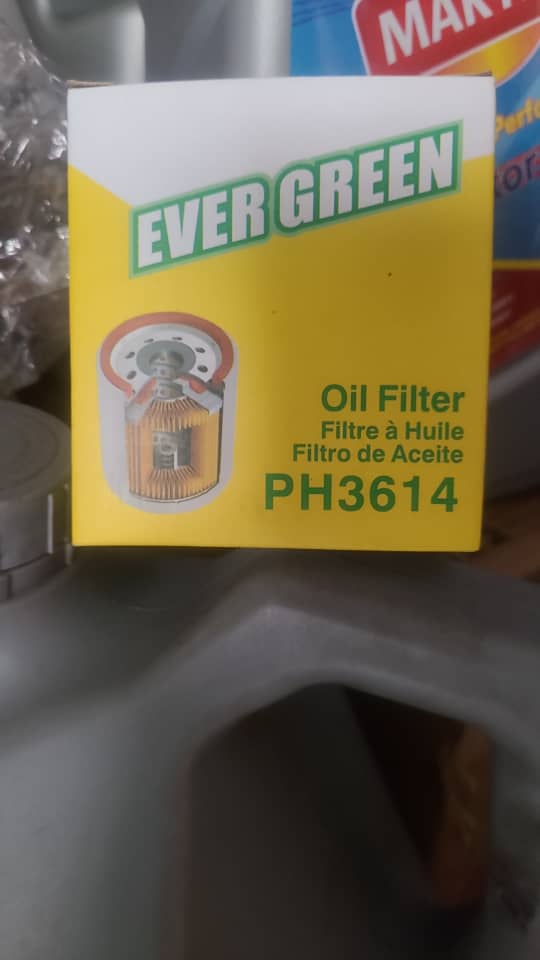 EVER GREEN
Oil Filter
Filtre à Huile
Filtro de Aceite
PH3614